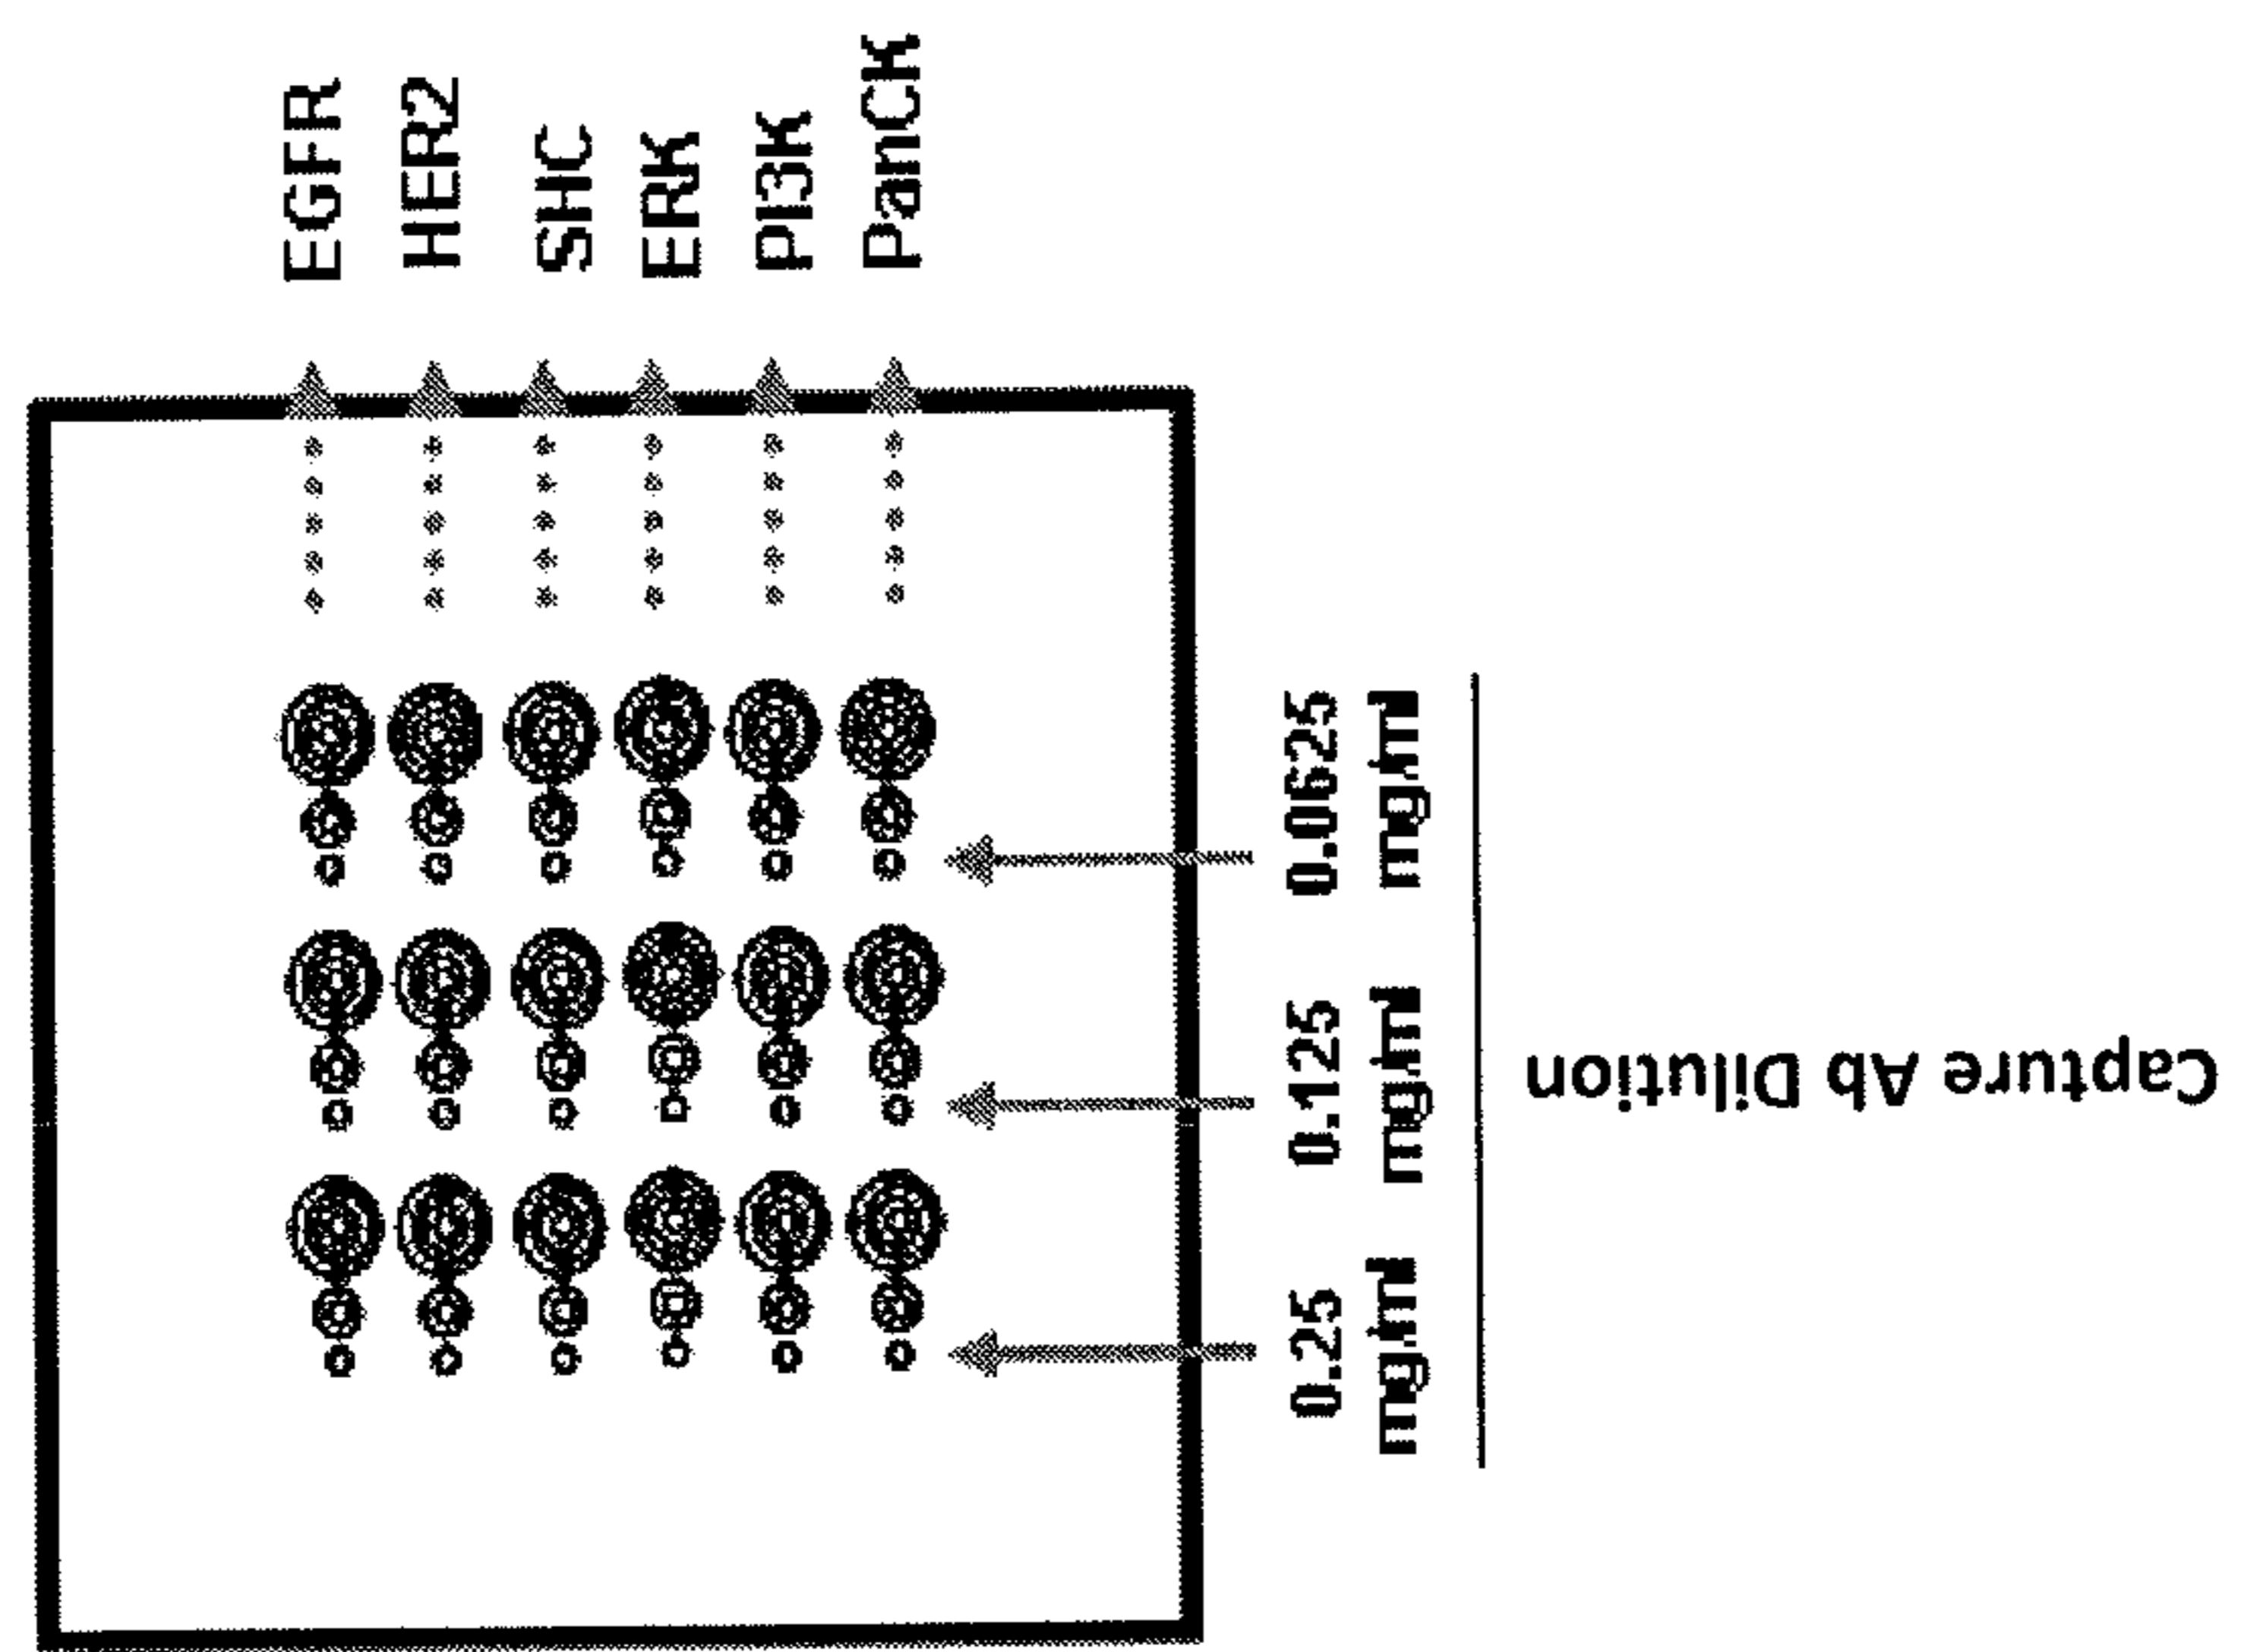 EGFR
HER2
SHC
ERK
PI3K
PanCK
0.0625
mg/ml
0.125
mg/ml
0.25
mg/ml
Capture Ab Dilution